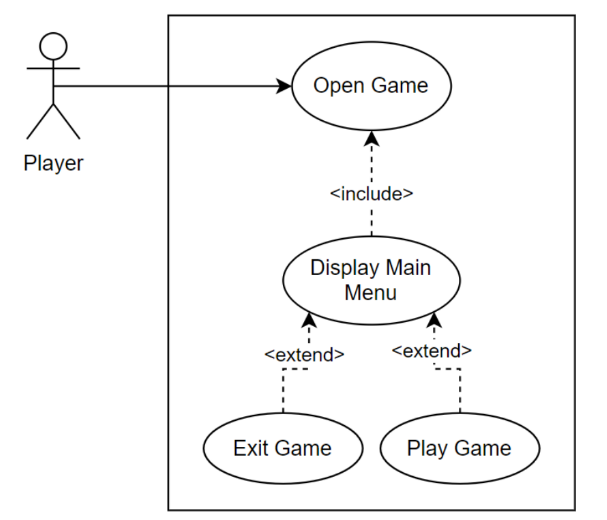 Open Game
Player
<include>
Display Main
Menu
<extend>
<extend>
Exit Game
Play Game